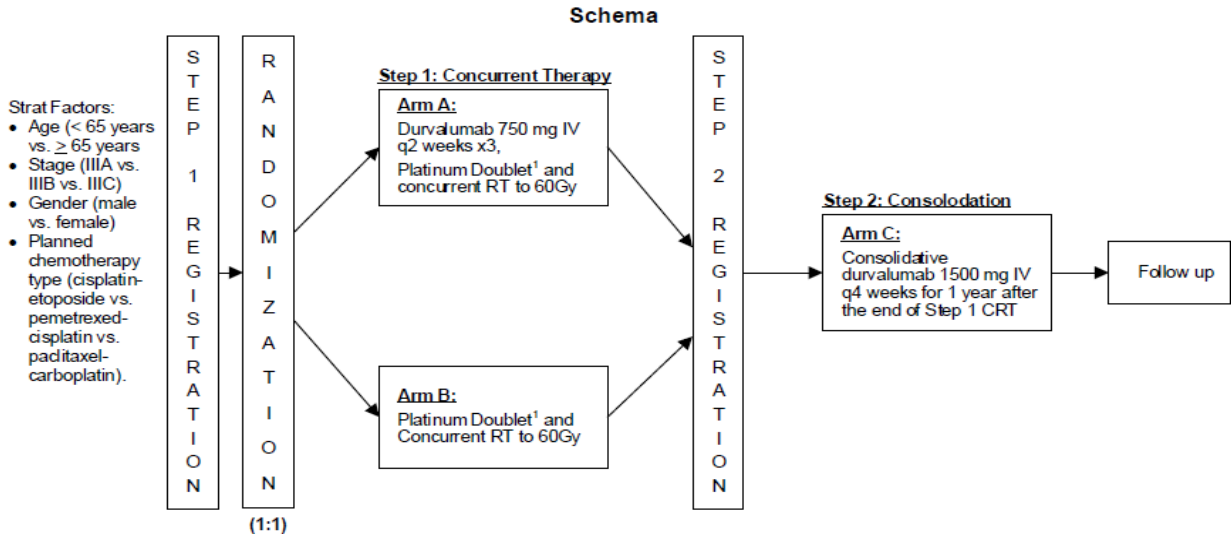 Schema
Strat Factors:
• Age (< 65 years
vs. ≥ 65 years
• Stage (IIIA vs.
IIIB vs. IIIC)
• Gender (male
vs. female)
• Planned
chemotherapy
type (cisplatin-
etoposide vs.
pemetrexed-
cisplatin vs.
paclitaxel-
carboplatin).
STEP 1 REGISTRATION
RANDOMIZATION
(1:1)
Step 1: Concurrent Therapy
Arm A:
Durvalumab 750 mg IV
q2 weeks x3,
Platinum Doublet¹ and
concurrent RT to 60Gy
Arm B:
Platinum Doublet¹ and
Concurrent RT to 60Gy
STEP 2 REGISTRATION
Step 2: Consolodation
Arm C:
Consolidative
durvalumab 1500 mg IV
q4 weeks for 1 year after
the end of Step 1 CRT
Follow up